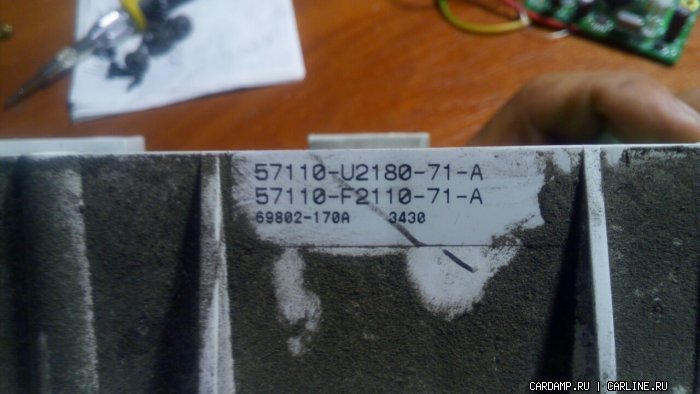 57110-U2180-71-A
57110-F2110-71-A
69802-170A 3430
CARDAMP.RU | CARLINE.RU